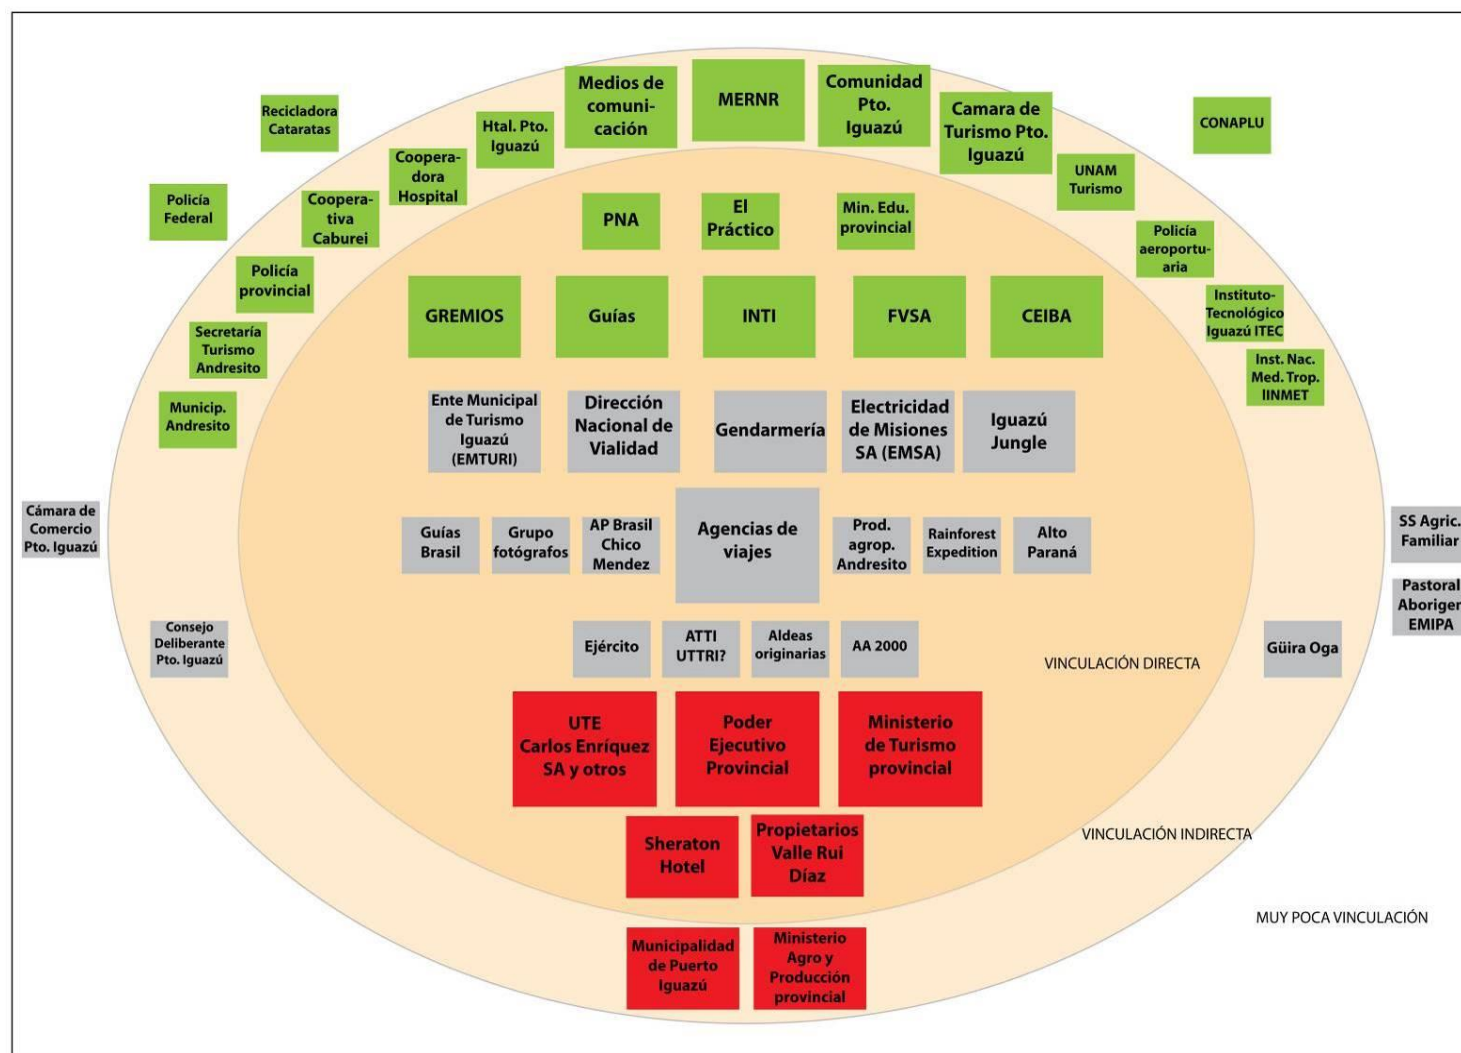 Medios de
comuni-
cación
MERNR
Comunidad
Pto.
Iguazú
Camara de
Turismo Pto.
Iguazú
Recicladora
Cataratas
Htal. Pto.
Iguazú
CONAPLU
Coopera-
dora
Hospital
UNAM
Turismo
Policía
Federal
Coopera-
tiva
Caburei
PNA
El
Práctico
Min. Edu.
provincial
Policía
aeroportu-
aria
Policía
provincial
Instituto-
Tecnológico
Iguazú ITEC
GREMIOS
Guías
INTI
FVSA
CEIBA
Secretaría
Turismo
Andresito
Inst. Nac.
Med. Trop.
IINMET
Municip.
Andresito
Ente Municipal
de Turismo
Iguazú
(EMTURI)
Dirección
Nacional de
Vialidad
Gendarmería
Electricidad
de Misiones
SA (EMSA)
Iguazú
Jungle
Cámara de
Comercio
Pto. Iguazú
Guías
Brasil
Grupo
fotógrafos
AP Brasil
Chico
Mendez
Agencias de
viajes
Prod.
agrop.
Andresito
Rainforest
Expedition
Alto
Paraná
SS Agric.
Familiar
Pastoral
Aborigen
EMIPA
Consejo
Deliberante
Pto. Iguazú
Ejército
ATTI
UTTRI?
Aldeas
originarias
AA 2000
Güira Oga
VINCULACIÓN DIRECTA
UTE
Carlos Enríquez
SA y otros
Poder
Ejecutivo
Provincial
Ministerio
de Turismo
provincial
Sheraton
Hotel
Propietarios
Valle Rui
Díaz
VINCULACIÓN INDIRECTA
MUY POCA VINCULACIÓN
Municipalidad
de Puerto
Iguazú
Ministerio
Agro y
Producción
provincial